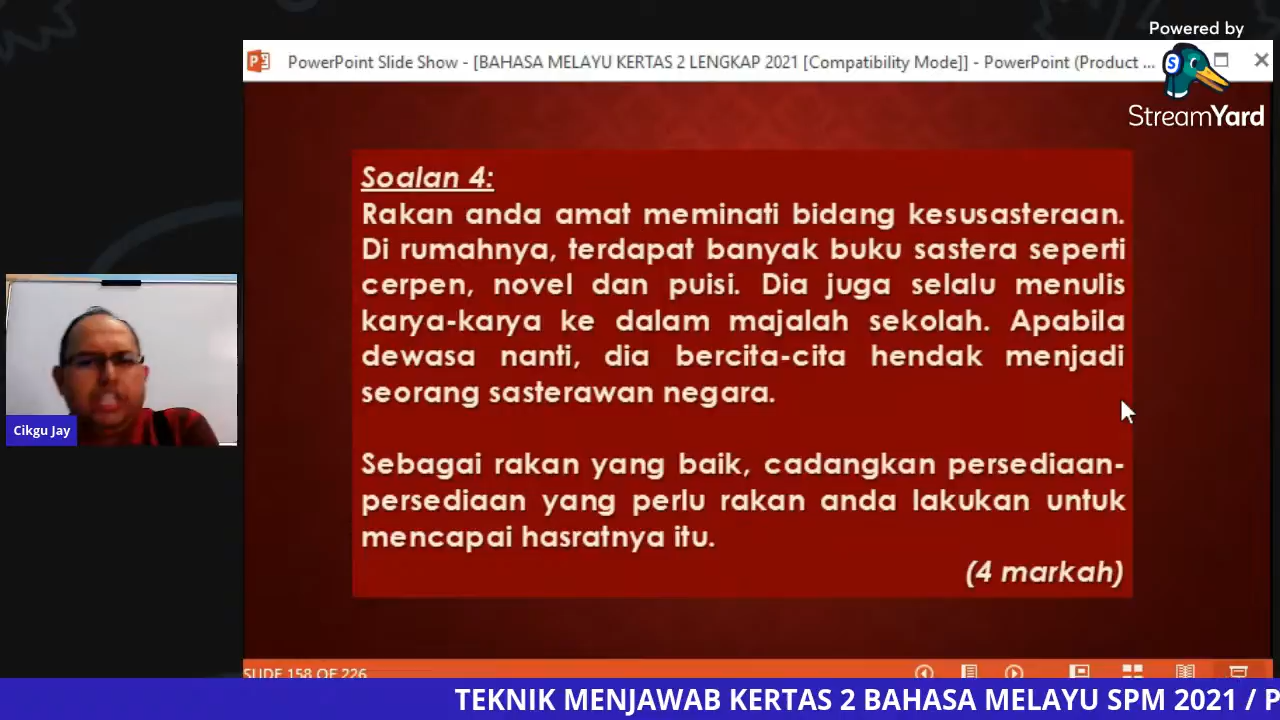 Powered by
StreamYard
PowerPoint Slide Show - [BAHASA MELAYU KERTAS 2 LENGKAP 2021 [Compatibility Mode]] - PowerPoint (Product ...
Soalan 4:
Rakan anda amat meminati bidang kesusasteraan.
Di rumahnya, terdapat banyak buku sastera seperti
cerpen, novel dan puisi. Dia juga selalu menulis
karya-karya ke dalam majalah sekolah. Apabila
dewasa nanti, dia bercita-cita hendak menjadi
seorang sasterawan negara.
Sebagai rakan yang baik, cadangkan persediaan-
persediaan yang perlu rakan anda lakukan untuk
mencapai hasratnya itu.
(4 markah)
Cikgu Jay
SLIDE 158 OF 226
TEKNIK MENJAWAB KERTAS 2 BAHASA MELAYU SPM 2021 / P